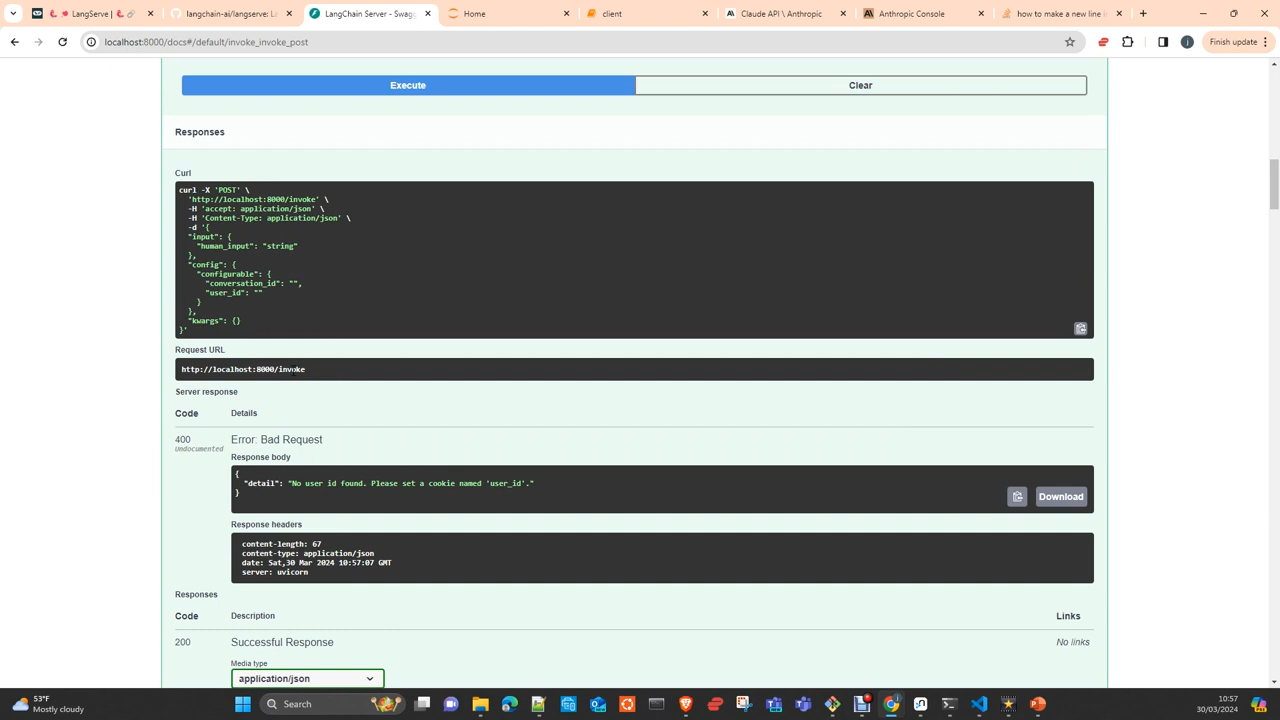 LangServe |
langchain-ai/langserve: L
LangChain Server - Swagg
Home
client
Claude API \ Anthropic
Anthropic Console
how to make a new line i
localhost:8000/docs#/default/invoke_invoke_post
Finish update
Execute
Clear
Responses
Curl
curl -X 'POST' \
'http://localhost:8000/invoke' \
-H 'accept: application/json' \
-H 'Content-Type: application/json' \
-d '{
"input": {
"human_input": "string"
},
"config": {
"configurable": {
"conversation_id": "",
"user_id": ""
}
},
"kwargs": {}
}'
Request URL
http://localhost:8000/invoke
Server response
Code
Details
400
Undocumented
Error: Bad Request
Response body
{
"detail": "No user id found. Please set a cookie named 'user_id'."
}
Download
Response headers
content-length: 67
content-type: application/json
date: Sat,30 Mar 2024 10:57:07 GMT
server: uvicorn
Responses
Code
Description
Links
200
Successful Response
No links
Media type
application/json
53°F
Mostly cloudy
Search
10:57
30/03/2024